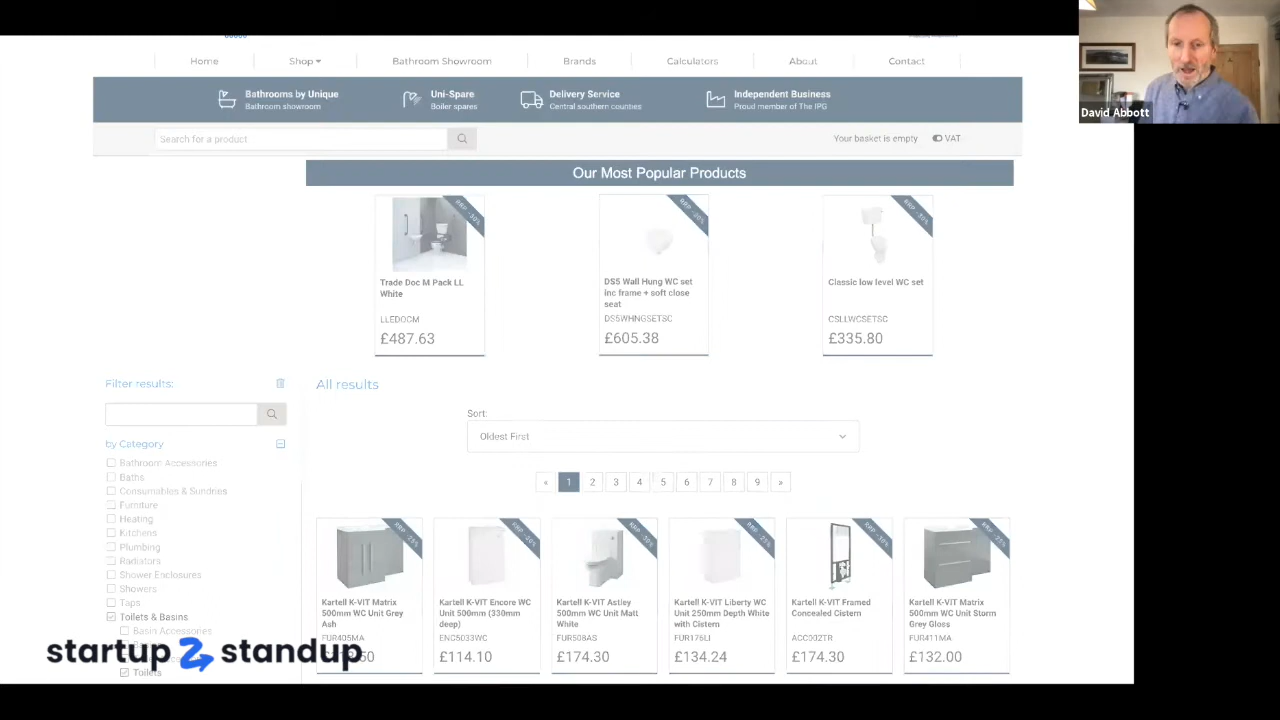 Home
Shop
Bathroom Showroom
Brands
Calculators
About
Contact
David Abbott
Bathrooms by Unique
Bathroom showroom
Uni-Spare
Boiler spares
Delivery Service
Central southern counties
Independent Business
Proud member of The IPG
Search for a product
Your basket is empty
VAT
Our Most Popular Products
Trade Doc M Pack LL
White
LLEDOCM
£487.63
DS5 Wall Hung WC set
inc frame + soft close
seat
DS5WHNGSETSC
£605.38
Classic low level WC set
CSLLWCSETSC
£335.80
Filter results:
by Category
Bathroom Accessories
Baths
Consumables & Sundries
Furniture
Heating
Kitchens
Plumbing
Radiators
Shower Enclosures
Showers
Taps
Toilets & Basins
Basin Accessories
Toilets
All results
Sort:
Oldest First
« 1 2 3 4 5 6 7 8 9 »
Kartell K-VIT Matrix
500mm WC Unit Grey
Ash
FUR405MA
Kartell K-VIT Encore WC
Unit 500mm (330mm
deep)
ENC5033WC
£114.10
Kartell K-VIT Astley
500mm WC Unit Matt
White
FUR508AS
£174.30
Kartell K-VIT Liberty WC
Unit 250mm Depth White
with Cistern
FUR176LI
£134.24
Kartell K-VIT Framed
Concealed Cistern
ACC002TR
£174.30
Kartell K-VIT Matrix
500mm WC Unit Storm
Grey Gloss
FUR411MA
£132.00
startup 2 standup